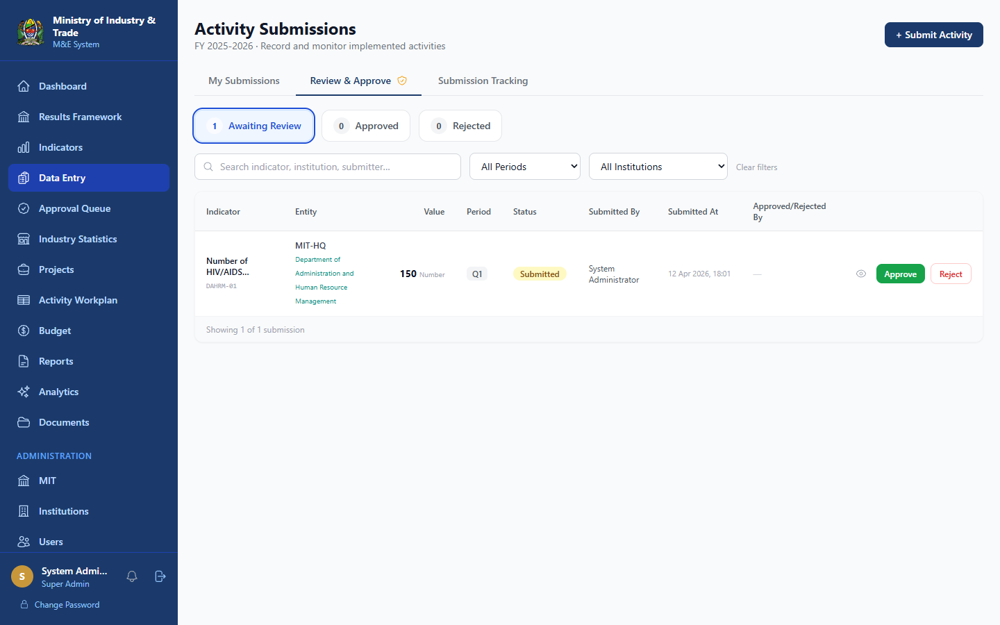 Ministry of Industry &
Trade
M&E System
Dashboard
Results Framework
Indicators
Data Entry
Approval Queue
Industry Statistics
Projects
Activity Workplan
Budget
Reports
Analytics
Documents
ADMINISTRATION
MIT
Institutions
Users
S
System Admi...
Super Admin
Change Password
Activity Submissions
FY 2025-2026 · Record and monitor implemented activities
+ Submit Activity
My Submissions
Review & Approve
Submission Tracking
1 Awaiting Review
0 Approved
0 Rejected
Search indicator, institution, submitter...
All Periods
All Institutions
Clear filters
Indicator
Entity
Value
Period
Status
Submitted By
Submitted At
Approved/Rejected
By
Number of
HIV/AIDS...
DAHRM-01
MIT-HQ
Department of
Administration and
Human Resource
Management
150 Number
Q1
Submitted
System
Administrator
12 Apr 2026, 18:01
—
Approve
Reject
Showing 1 of 1 submission